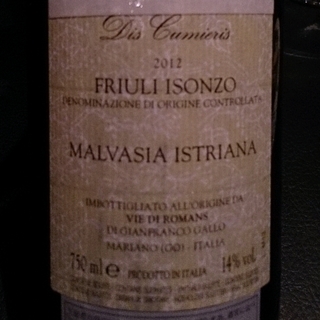 Dis Cumieris
2012
FRIULI ISONZO
DENOMINAZIONE DI ORIGINE CONTROLLATA
MALVASIA ISTRIANA
IMBOTTIGLIATO ALL'ORIGINE DA
VIE DI ROMANS
DI GIANFRANCO GALLO
MARIANO (GO) - ITALIA
750 ml e PRODOTTO IN ITALIA 14% vol.